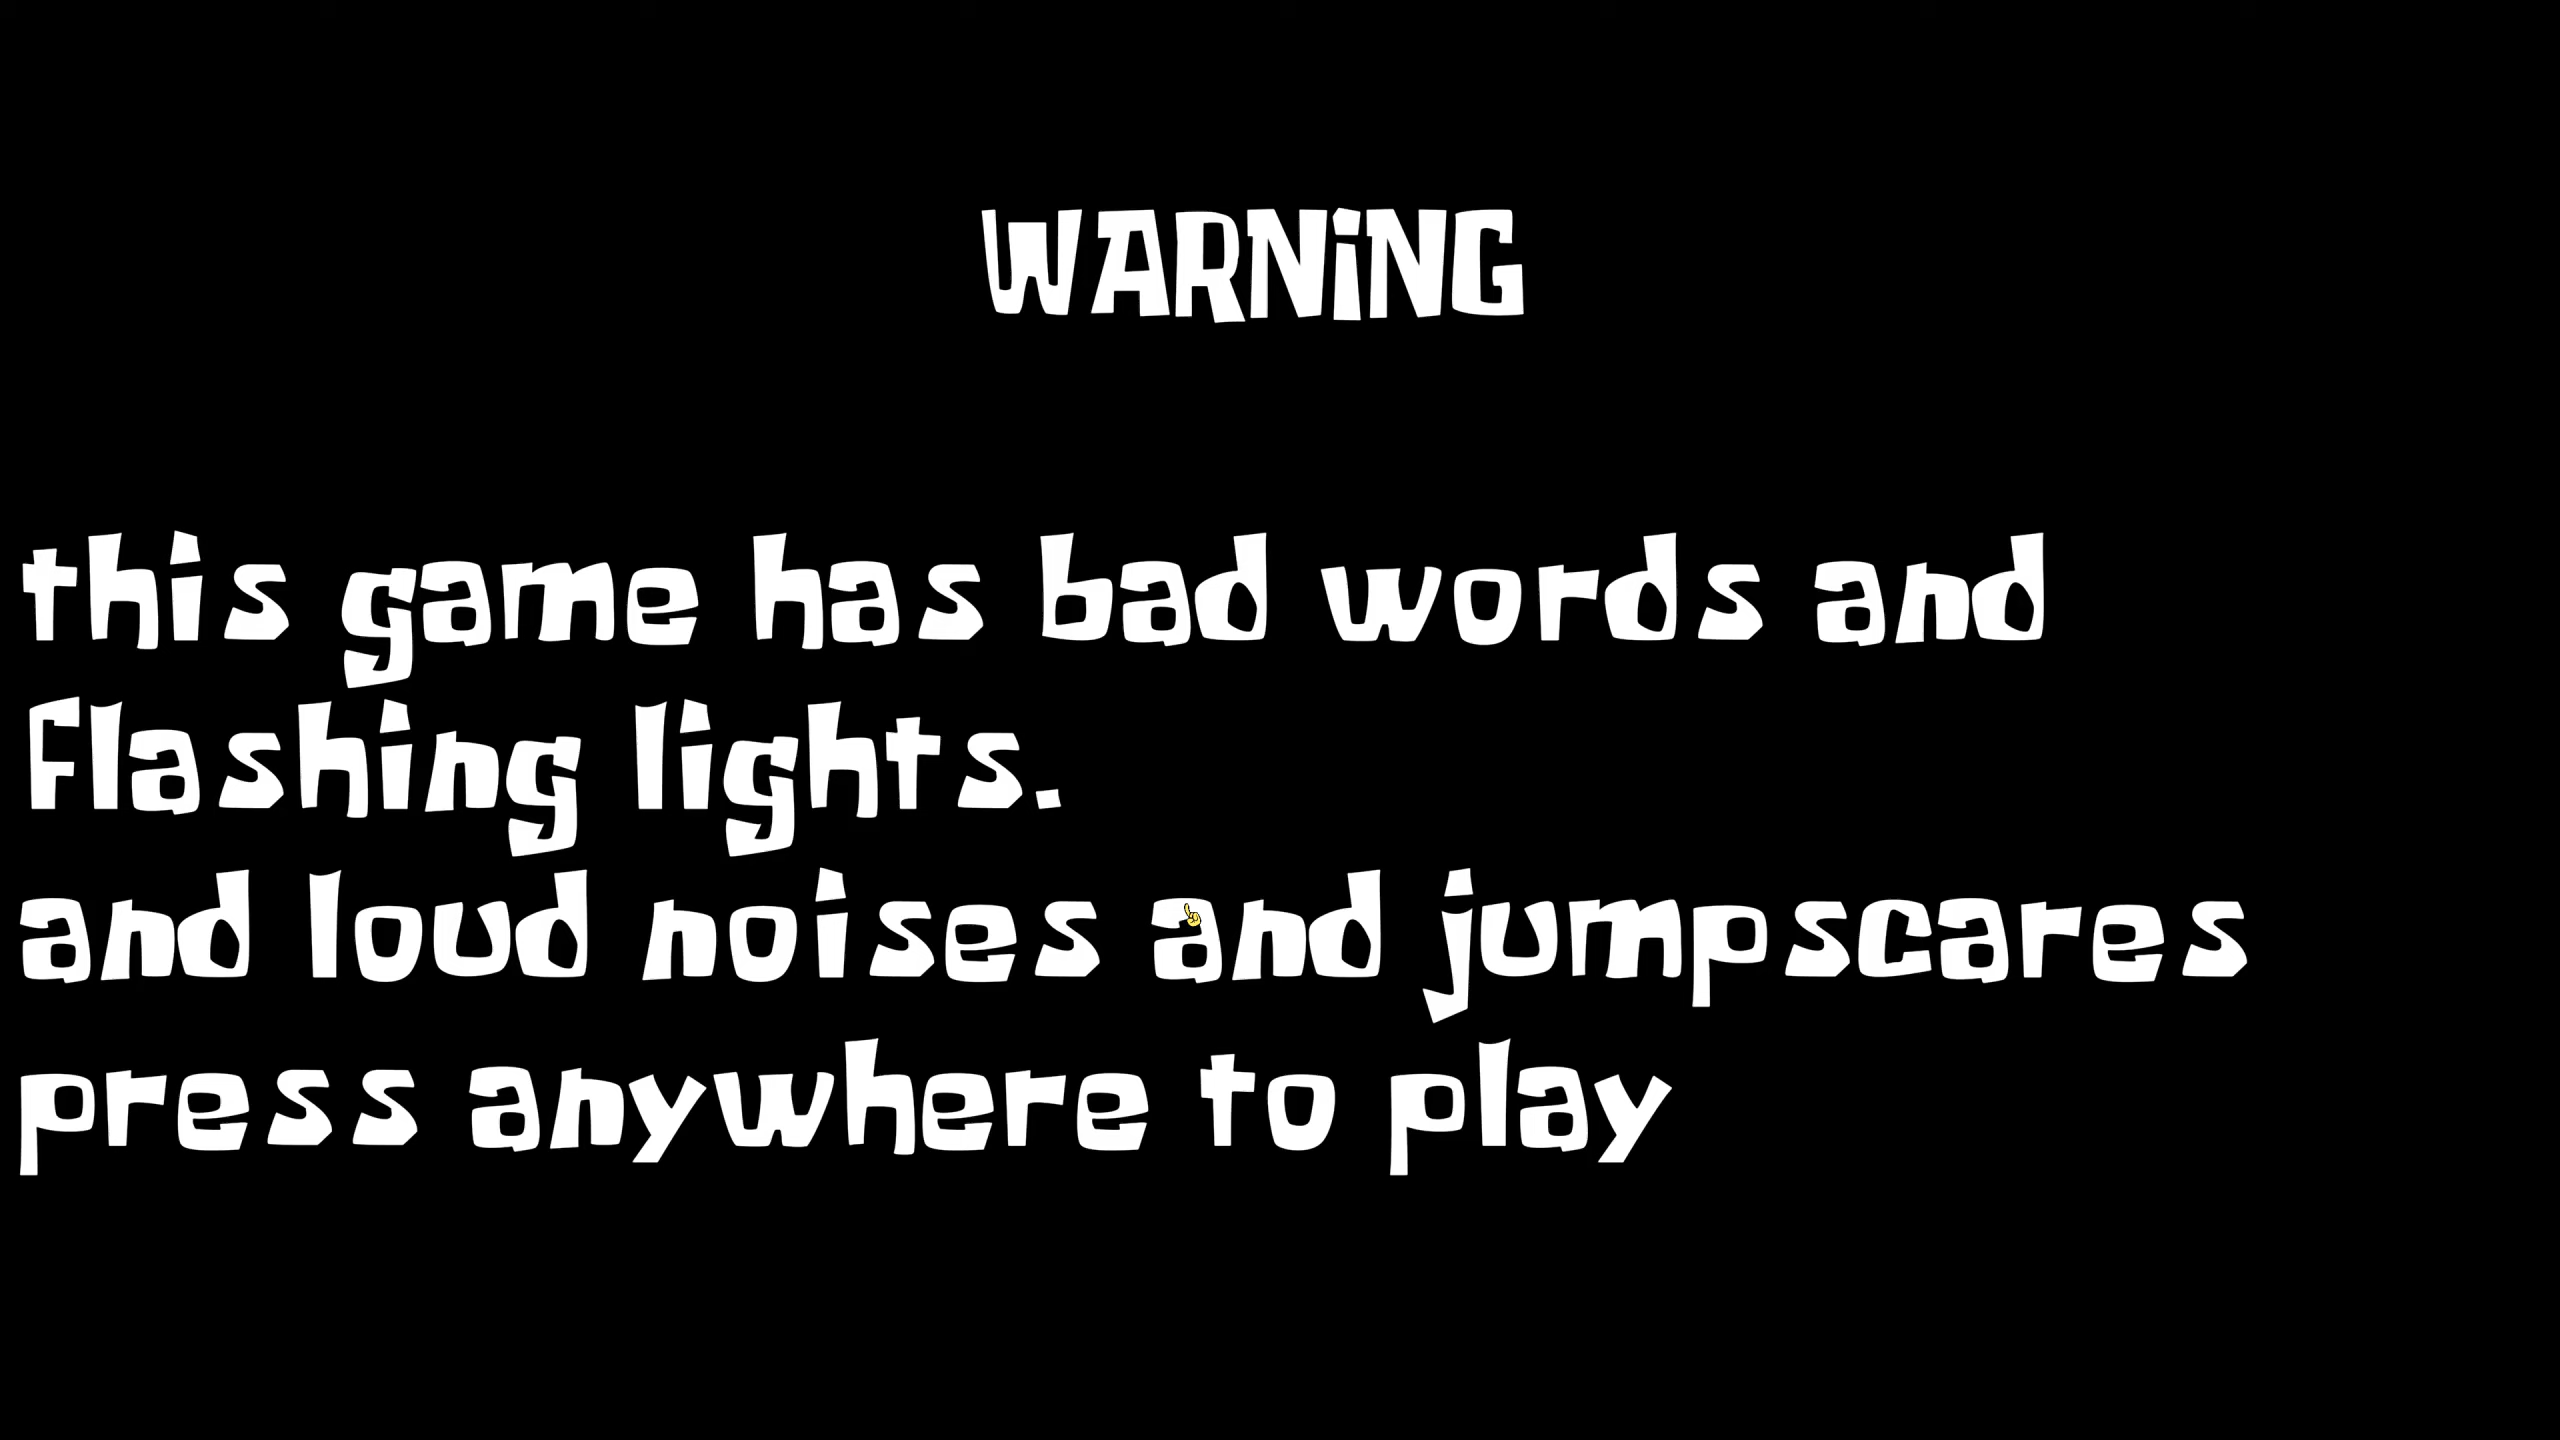 WARNiNG
this game has bad words and
flashing lights.
and loud noises and jumpscares
press anywhere to play